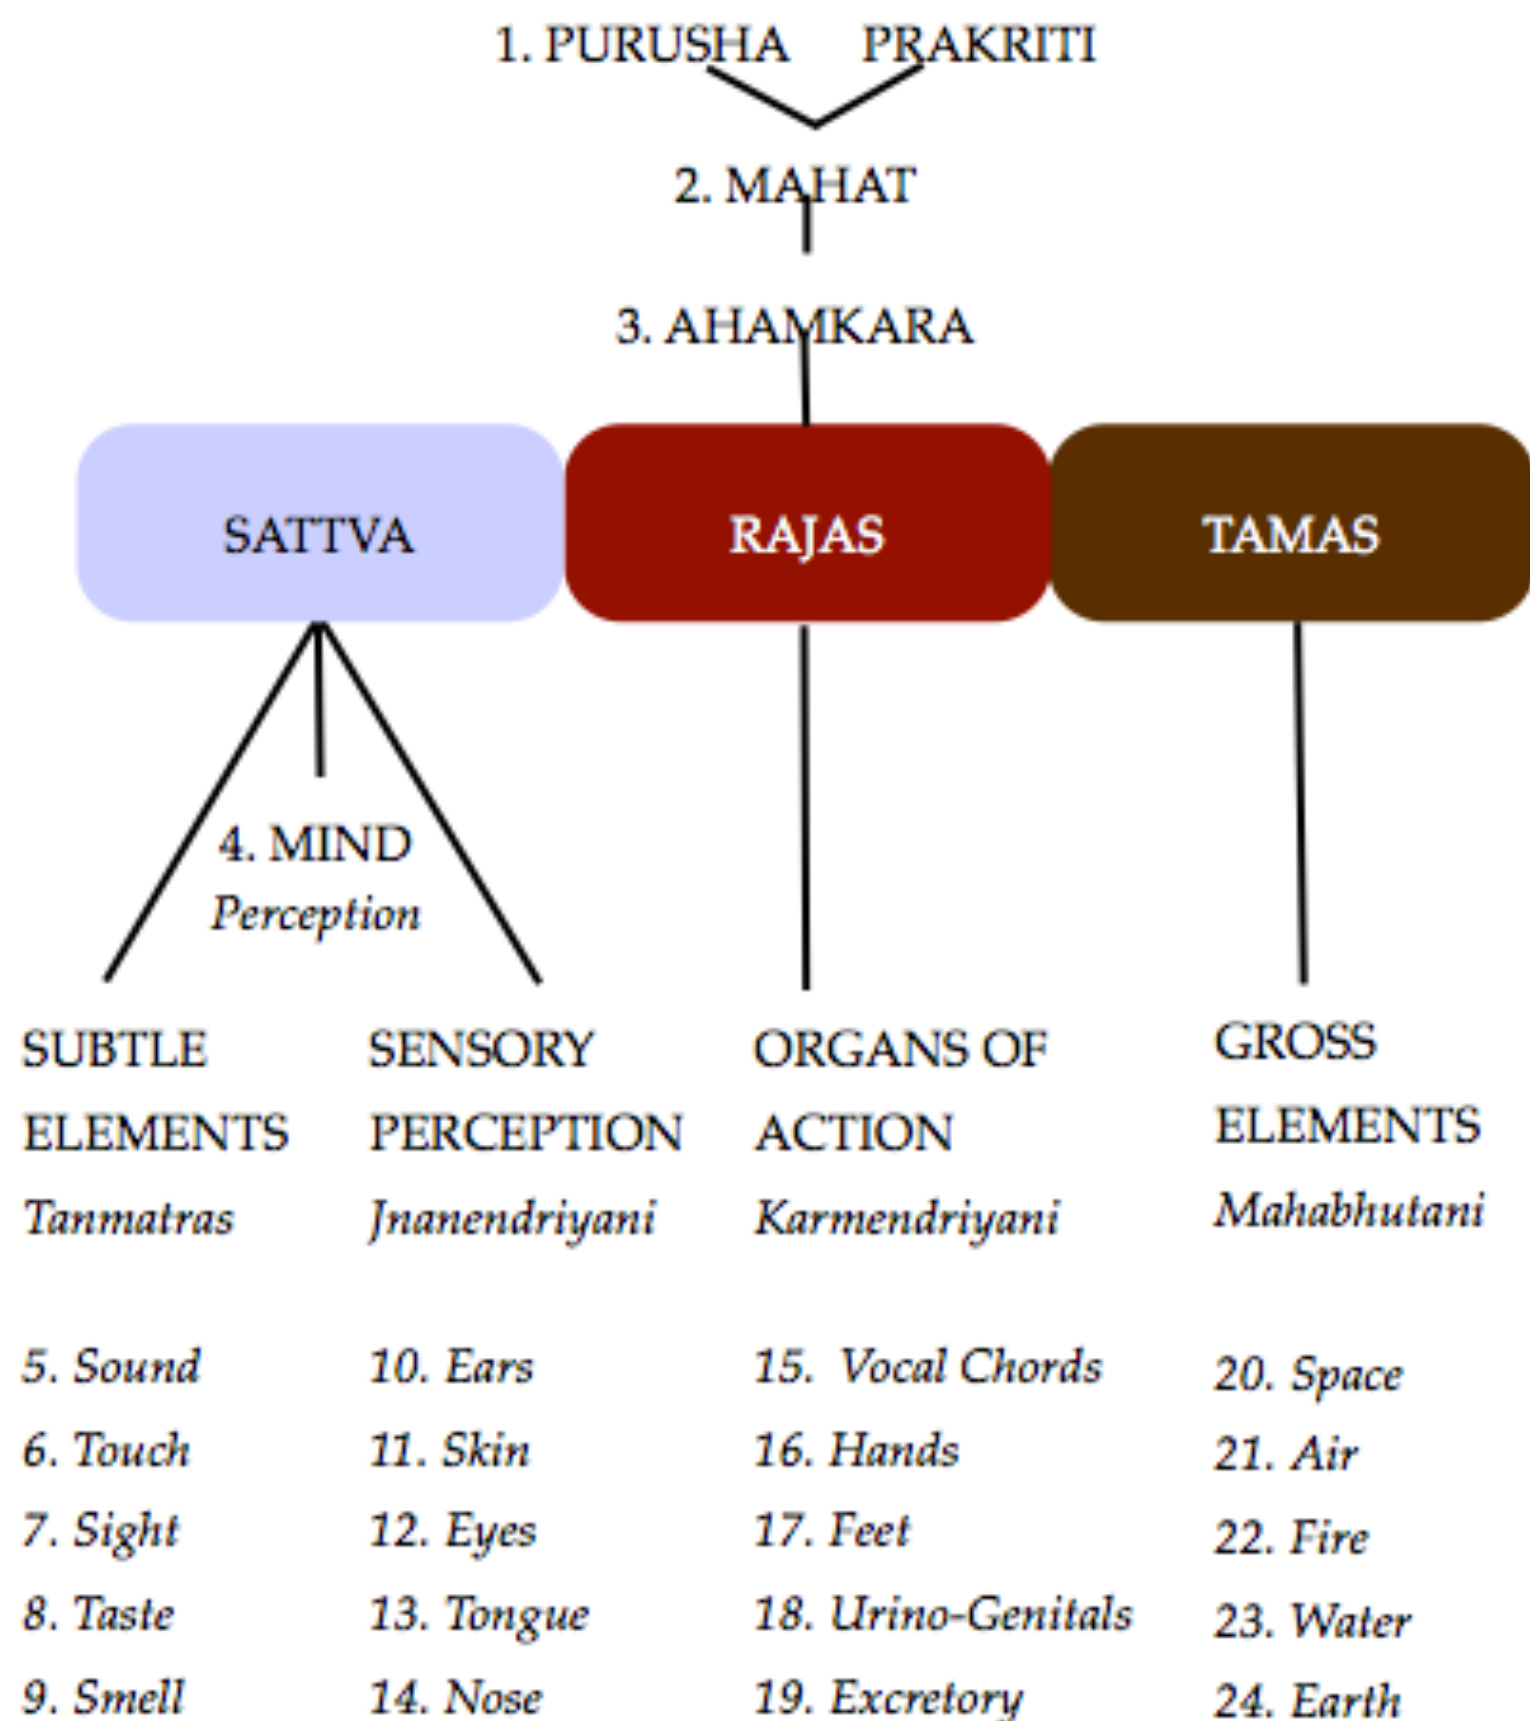 1. PURUSHA PRAKRITI
2. MAHAT
3. AHAMKARA
SATTVA
RAJAS
TAMAS
4. MIND
Perception
SUBTLE
ELEMENTS
Tanmatras
5. Sound
6. Touch
7. Sight
8. Taste
9. Smell
SENSORY
PERCEPTION
Jnanendriyani
10. Ears
11. Skin
12. Eyes
13. Tongue
14. Nose
ORGANS OF
ACTION
Karmendriyani
15. Vocal Chords
16. Hands
17. Feet
18. Urino-Genitals
19. Excretory
GROSS
ELEMENTS
Mahabhutani
20. Space
21. Air
22. Fire
23. Water
24. Earth